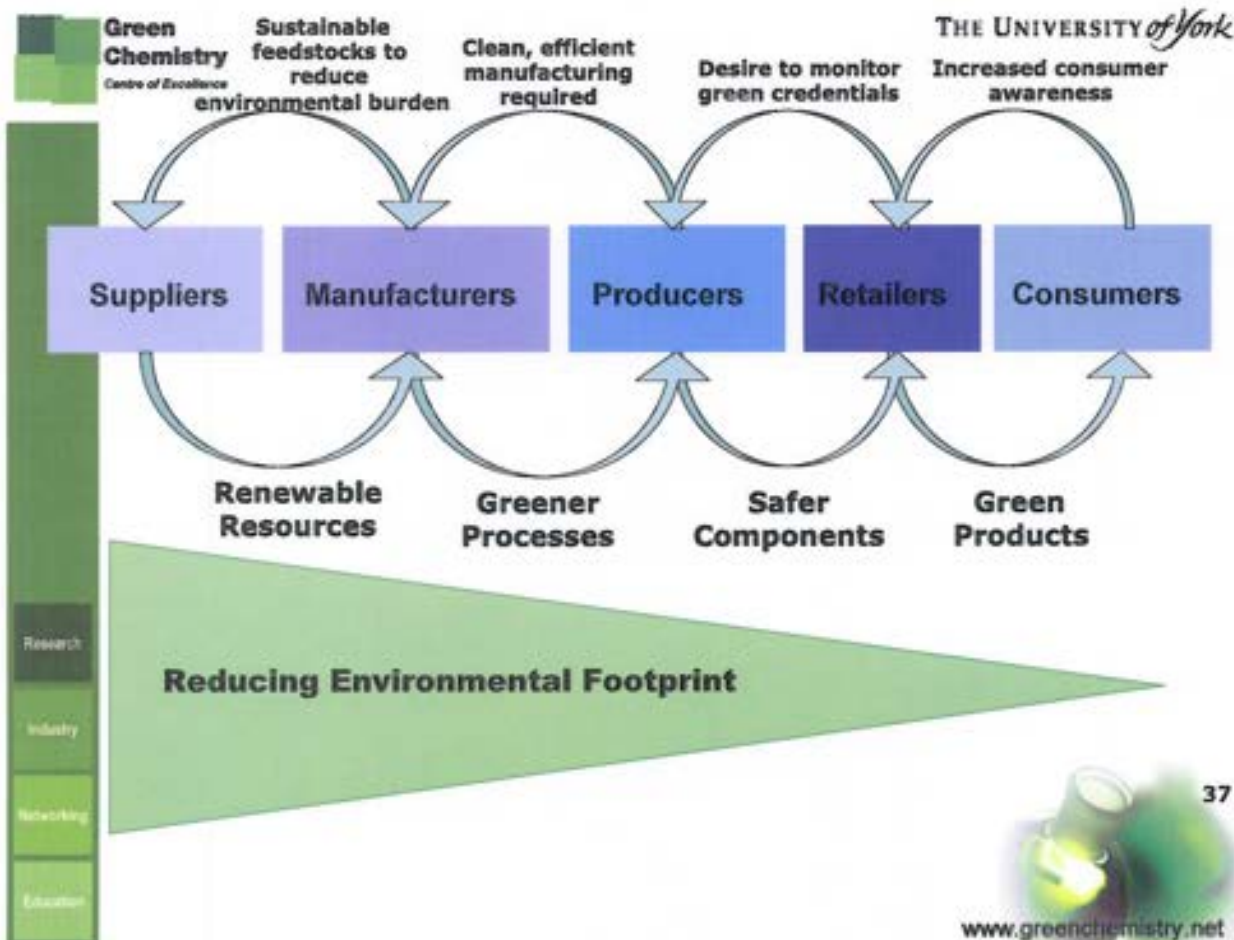 Green
Chemistry
Centre of Excellence
THE UNIVERSITY of York
Sustainable
feedstocks to
reduce
environmental burden
Clean, efficient
manufacturing
required
Desire to monitor
green credentials
Increased consumer
awareness
Suppliers
Manufacturers
Producers
Retailers
Consumers
Renewable
Resources
Greener
Processes
Safer
Components
Green
Products
Reducing Environmental Footprint
Research
Industry
Networking
Education
37
www.greenchemistry.net